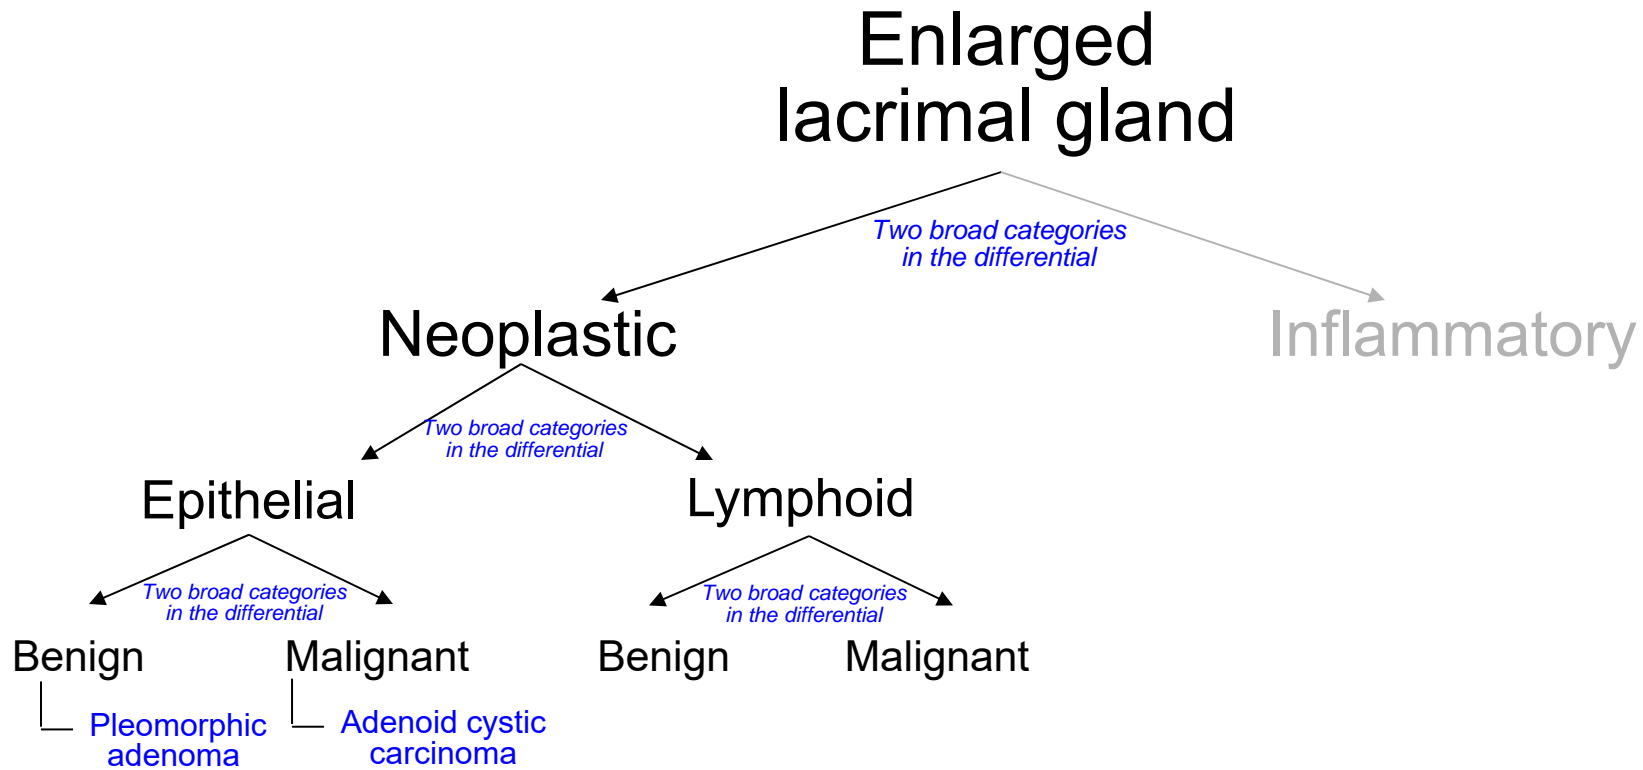 Enlarged
lacrimal gland
Two broad categories
in the differential
Neoplastic
Inflammatory
Two broad categories
in the differential
Epithelial
Lymphoid
Two broad categories
in the differential
Two broad categories
in the differential
Benign
Malignant
Benign
Malignant
Pleomorphic
adenoma
Adenoid cystic
carcinoma